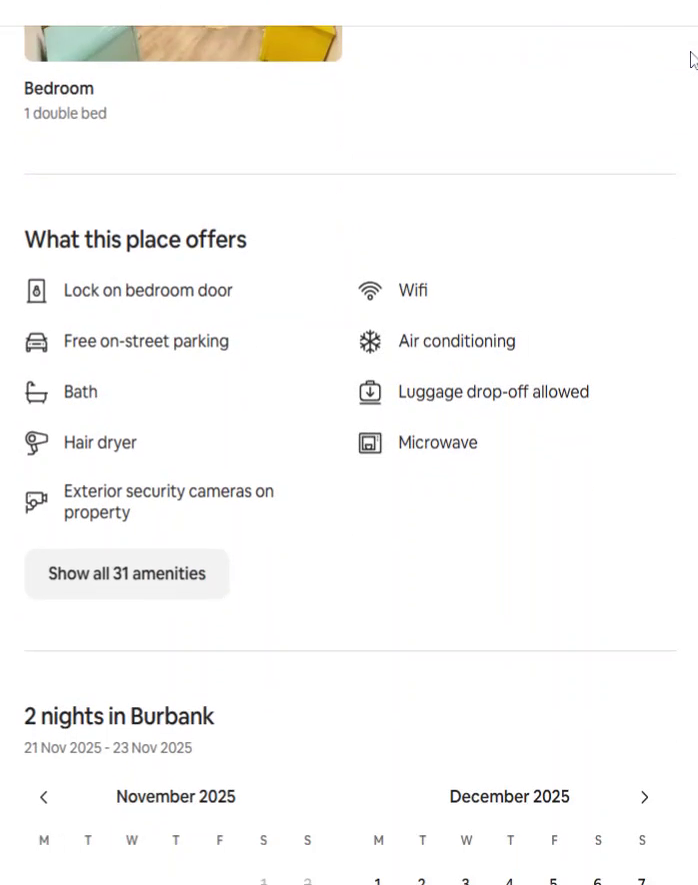 Bedroom
1 double bed
What this place offers
Lock on bedroom door
Wifi
Free on-street parking
Air conditioning
Bath
Luggage drop-off allowed
Hair dryer
Microwave
Exterior security cameras on
property
Show all 31 amenities
2 nights in Burbank
21 Nov 2025 - 23 Nov 2025
November 2025
December 2025
M T W T F S S
M T W T F S S
1 2
1 2 3 4 5 6 7